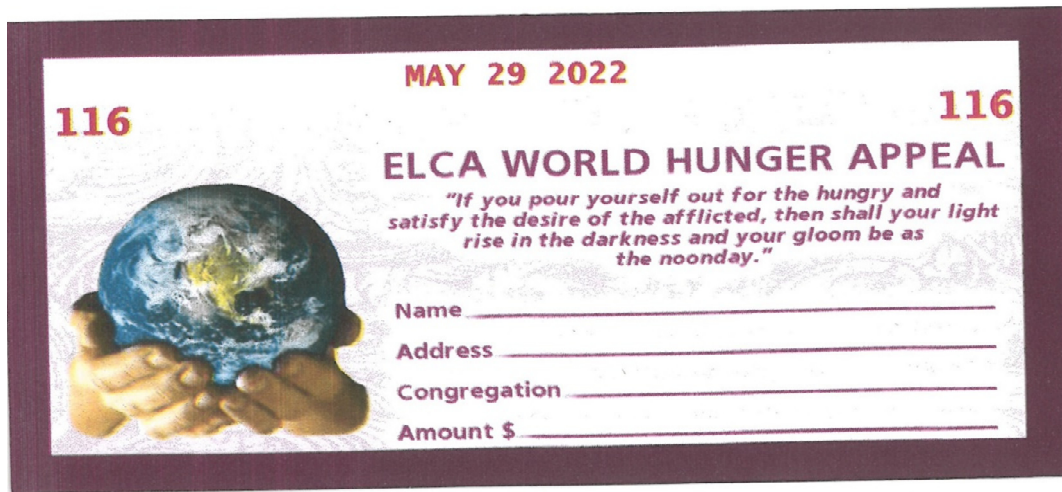 MAY 29 2022
116
116
ELCA WORLD HUNGER APPEAL
"If you pour yourself out for the hungry and
satisfy the desire of the afflicted, then shall your light
rise in the darkness and your gloom be as
the noonday."
Name
Address
Congregation
Amount $